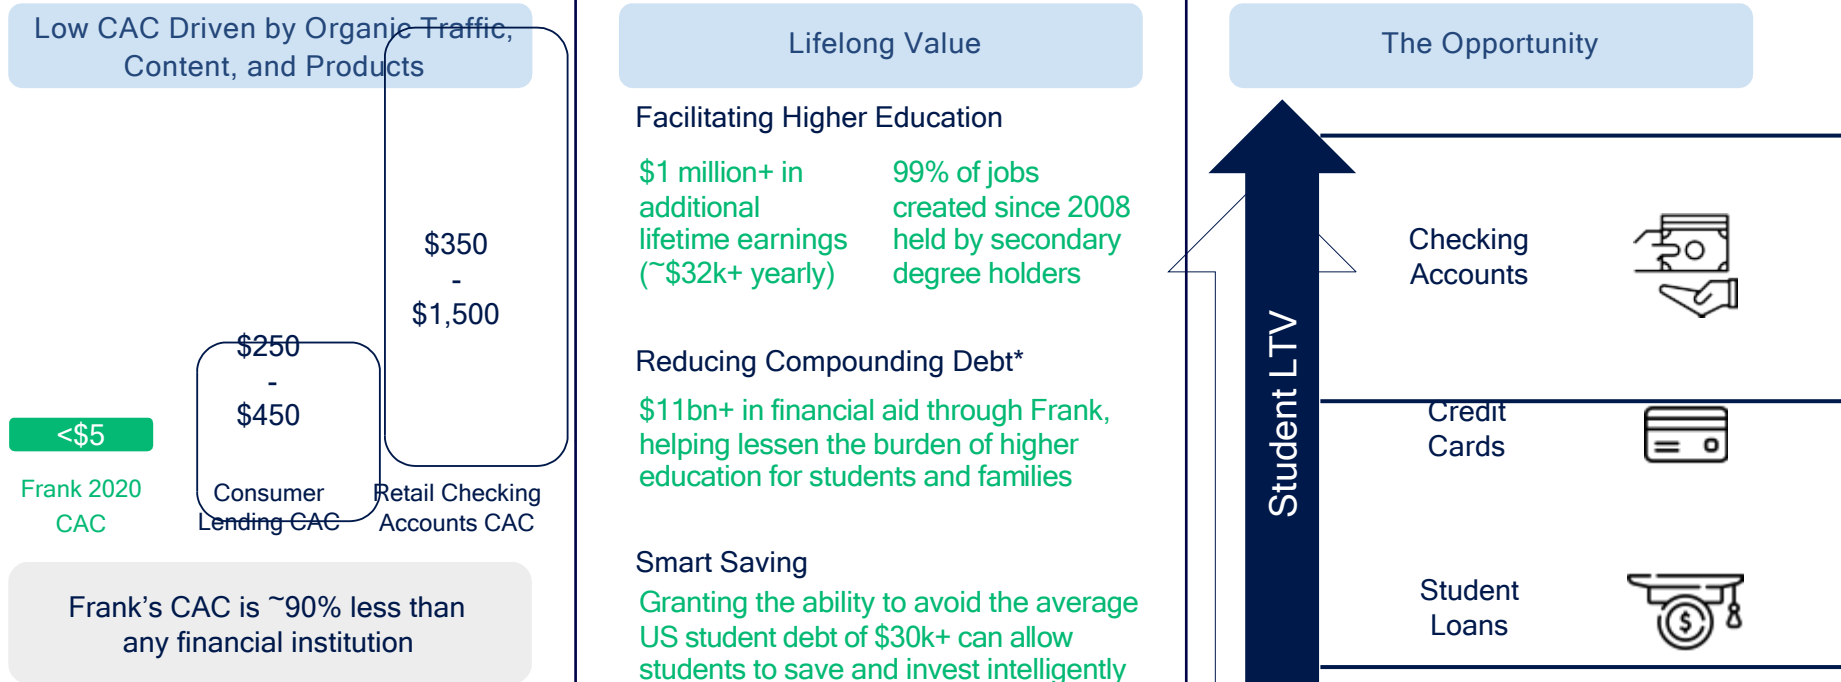 Low CAC Driven by Organic Traffic,
Content, and Products
$350
-
$1,500
$250
-
$450
<$5
Frank 2020
CAC
Consumer
Lending CAC
Retail Checking
Accounts CAC
Frank's CAC is ~90% less than
any financial institution
Lifelong Value
Facilitating Higher Education
$1 million+ in
additional
lifetime earnings
(~$32k+ yearly)
99% of jobs
created since 2008
held by secondary
degree holders
Reducing Compounding Debt*
$11bn+ in financial aid through Frank,
helping lessen the burden of higher
education for students and families
Smart Saving
Granting the ability to avoid the average
US student debt of $30k+ can allow
students to save and invest intelligently
The Opportunity
Student LTV
Checking
Accounts
Credit
Cards
Student
Loans